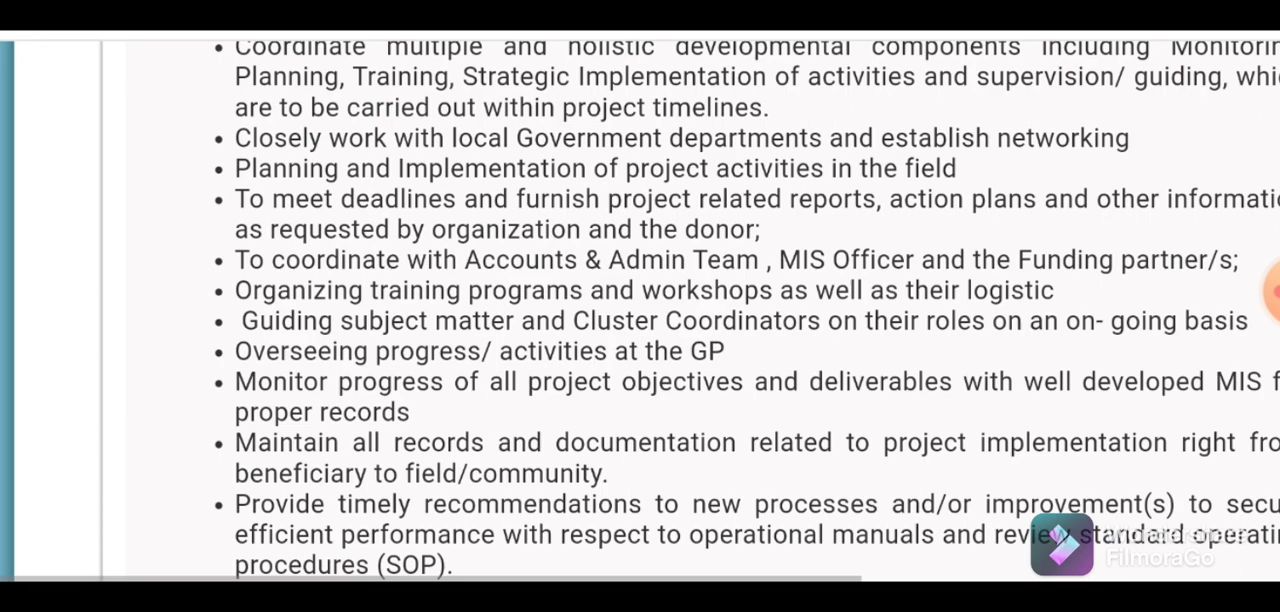 • Coordinate multiple and holistic developmental components including Monitorin
Planning, Training, Strategic Implementation of activities and supervision/ guiding, whi
are to be carried out within project timelines.
• Closely work with local Government departments and establish networking
• Planning and Implementation of project activities in the field
• To meet deadlines and furnish project related reports, action plans and other informati
as requested by organization and the donor;
• To coordinate with Accounts & Admin Team , MIS Officer and the Funding partner/s;
• Organizing training programs and workshops as well as their logistic
• Guiding subject matter and Cluster Coordinators on their roles on an on- going basis
• Overseeing progress/ activities at the GP
• Monitor progress of all project objectives and deliverables with well developed MIS f
proper records
• Maintain all records and documentation related to project implementation right fro
beneficiary to field/community.
• Provide timely recommendations to new processes and/or improvement(s) to secu
efficient performance with respect to operational manuals and review standard operati
procedures (SOP).
Wondershare
FilmoraGo